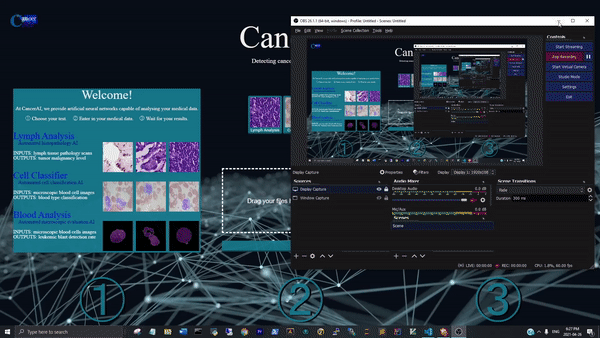 Can
Detecting cance
Welcome!
At CancerAI, we provide artificial neural networks capable of analysing your medical data.
① Choose your test. ② Enter in your medical data. ③ Wait for your results.
Lymph Analysis
INPUTS: lymph tissue pathology scans
OUTPUTS: tumor malignancy level
Cell Classifier
INPUTS: microscopic blood cell images
OUTPUTS: blood type classification
Blood Analysis
INPUTS: microscopic blood cells images
OUTPUTS: leukemic blast detection rate
Lymph Analysis
Drag your files
1
2
3
OBS 26.1.1 (64-bit, windows) - Profile: Untitled - Scenes: Untitled
File Edit View Profile Scene Collection Tools Help
Controls
Start Streaming
Stop Recording
Start Virtual Camera
Studio Mode
Settings
Exit
Display Capture
Properties
Filters
Display
Sources
Display Capture
Window Capture
Audio Mixer
Desktop Audio
0.0 dB
Mic/Aux
0.0 dB
Scenes
Scene
Scene Transitions
Fade
Duration 300 ms
LIVE: 00:00:00
REC: 00:00:00
CPU: 1.8%, 60.00 fps
Type here to search
6:27 PM
2021-04-26